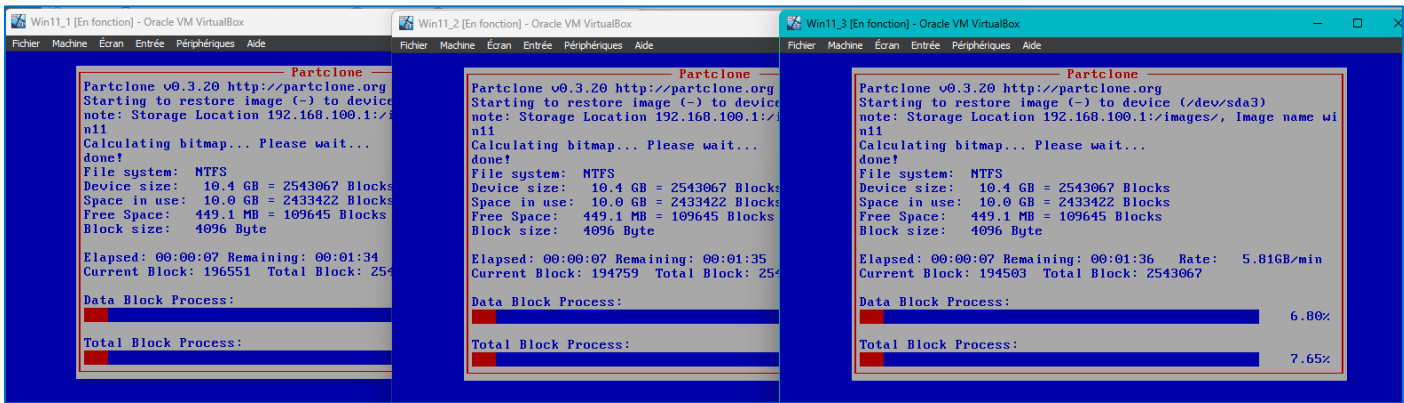 Win11_1 [En fonction] - Oracle VM VirtualBox
Fichier Machine Écran Entrée Périphériques Aide
Partclone
Partclone v0.3.20 http://partclone.org
Starting to restore image (-) to device
note: Storage Location 192.168.100.1:/i
n11
Calculating bitmap... Please wait...
done!
File system: NTFS
Device size: 10.4 GB = 2543067 Blocks
Space in use: 10.0 GB = 2433422 Blocks
Free Space: 449.1 MB = 109645 Blocks
Block size: 4096 Byte
Elapsed: 00:00:07 Remaining: 00:01:34
Current Block: 196551 Total Block: 254
Data Block Process:
Total Block Process:
Win11_2 [En fonction] - Oracle VM VirtualBox
Fichier Machine Écran Entrée Périphériques Aide
Partclone
Partclone v0.3.20 http://partclone.org
Starting to restore image (-) to device
note: Storage Location 192.168.100.1:/i
n11
Calculating bitmap... Please wait...
done!
File system: NTFS
Device size: 10.4 GB = 2543067 Blocks
Space in use: 10.0 GB = 2433422 Blocks
Free Space: 449.1 MB = 109645 Blocks
Block size: 4096 Byte
Elapsed: 00:00:07 Remaining: 00:01:35
Current Block: 194759 Total Block: 254
Data Block Process:
Total Block Process:
Win11_3 [En fonction] - Oracle VM VirtualBox
Fichier Machine Écran Entrée Périphériques Aide
Partclone
Partclone v0.3.20 http://partclone.org
Starting to restore image (-) to device (/dev/sda3)
note: Storage Location 192.168.100.1:/images/, Image name wi
n11
Calculating bitmap... Please wait...
done!
File system: NTFS
Device size: 10.4 GB = 2543067 Blocks
Space in use: 10.0 GB = 2433422 Blocks
Free Space: 449.1 MB = 109645 Blocks
Block size: 4096 Byte
Elapsed: 00:00:07 Remaining: 00:01:36 Rate: 5.81GB/min
Current Block: 194503 Total Block: 2543067
Data Block Process:
6.80%
Total Block Process:
7.65%